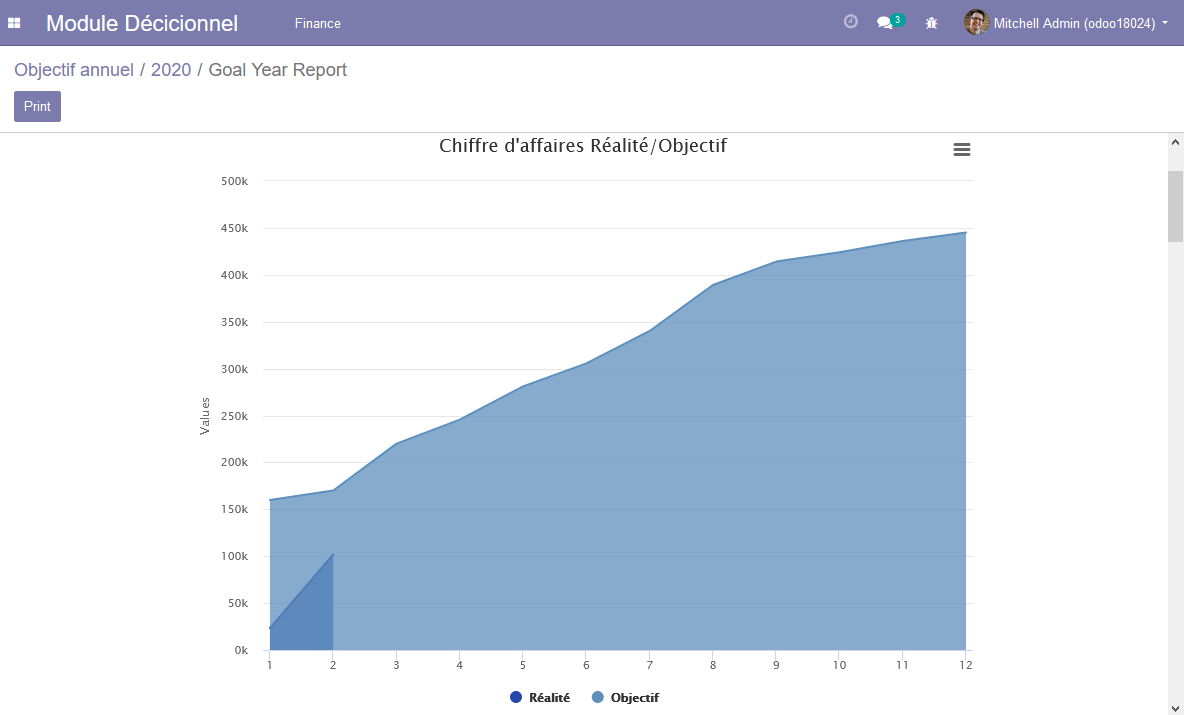 Module Décicionnel Finance 3 Mitchell Admin (odoo18024)
Objectif annuel / 2020 / Goal Year Report
Print
Chiffre d'affaires Réalité/Objectif
500k
450k
400k
350k
300k
250k
200k
150k
100k
50k
0k
Values
1 2 3 4 5 6 7 8 9 10 11 12
Réalité Objectif